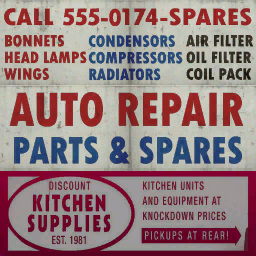 CALL 555-0174-SPARES
BONNETS CONDENSORS AIR FILTER
HEAD LAMPS COMPRESSORS OIL FILTER
WINGS RADIATORS COIL PACK
AUTO REPAIR
PARTS & SPARES
DISCOUNT
KITCHEN
SUPPLIES
EST. 1981
KITCHEN UNITS
AND EQUIPMENT AT
KNOCKDOWN PRICES
PICKUPS AT REAR!